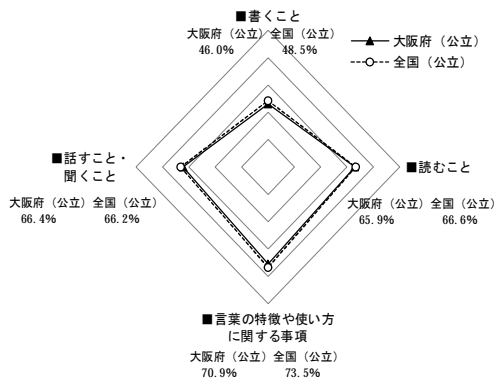 ■書くこと
大阪府（公立） 全国（公立）
46.0% 48.5%
大阪府（公立）
全国（公立）
■話すこと・
聞くこと
大阪府（公立） 全国（公立）
66.4% 66.2%
■読むこと
大阪府（公立） 全国（公立）
65.9% 66.6%
■言葉の特徴や使い方
に関する事項
大阪府（公立） 全国（公立）
70.9% 73.5%